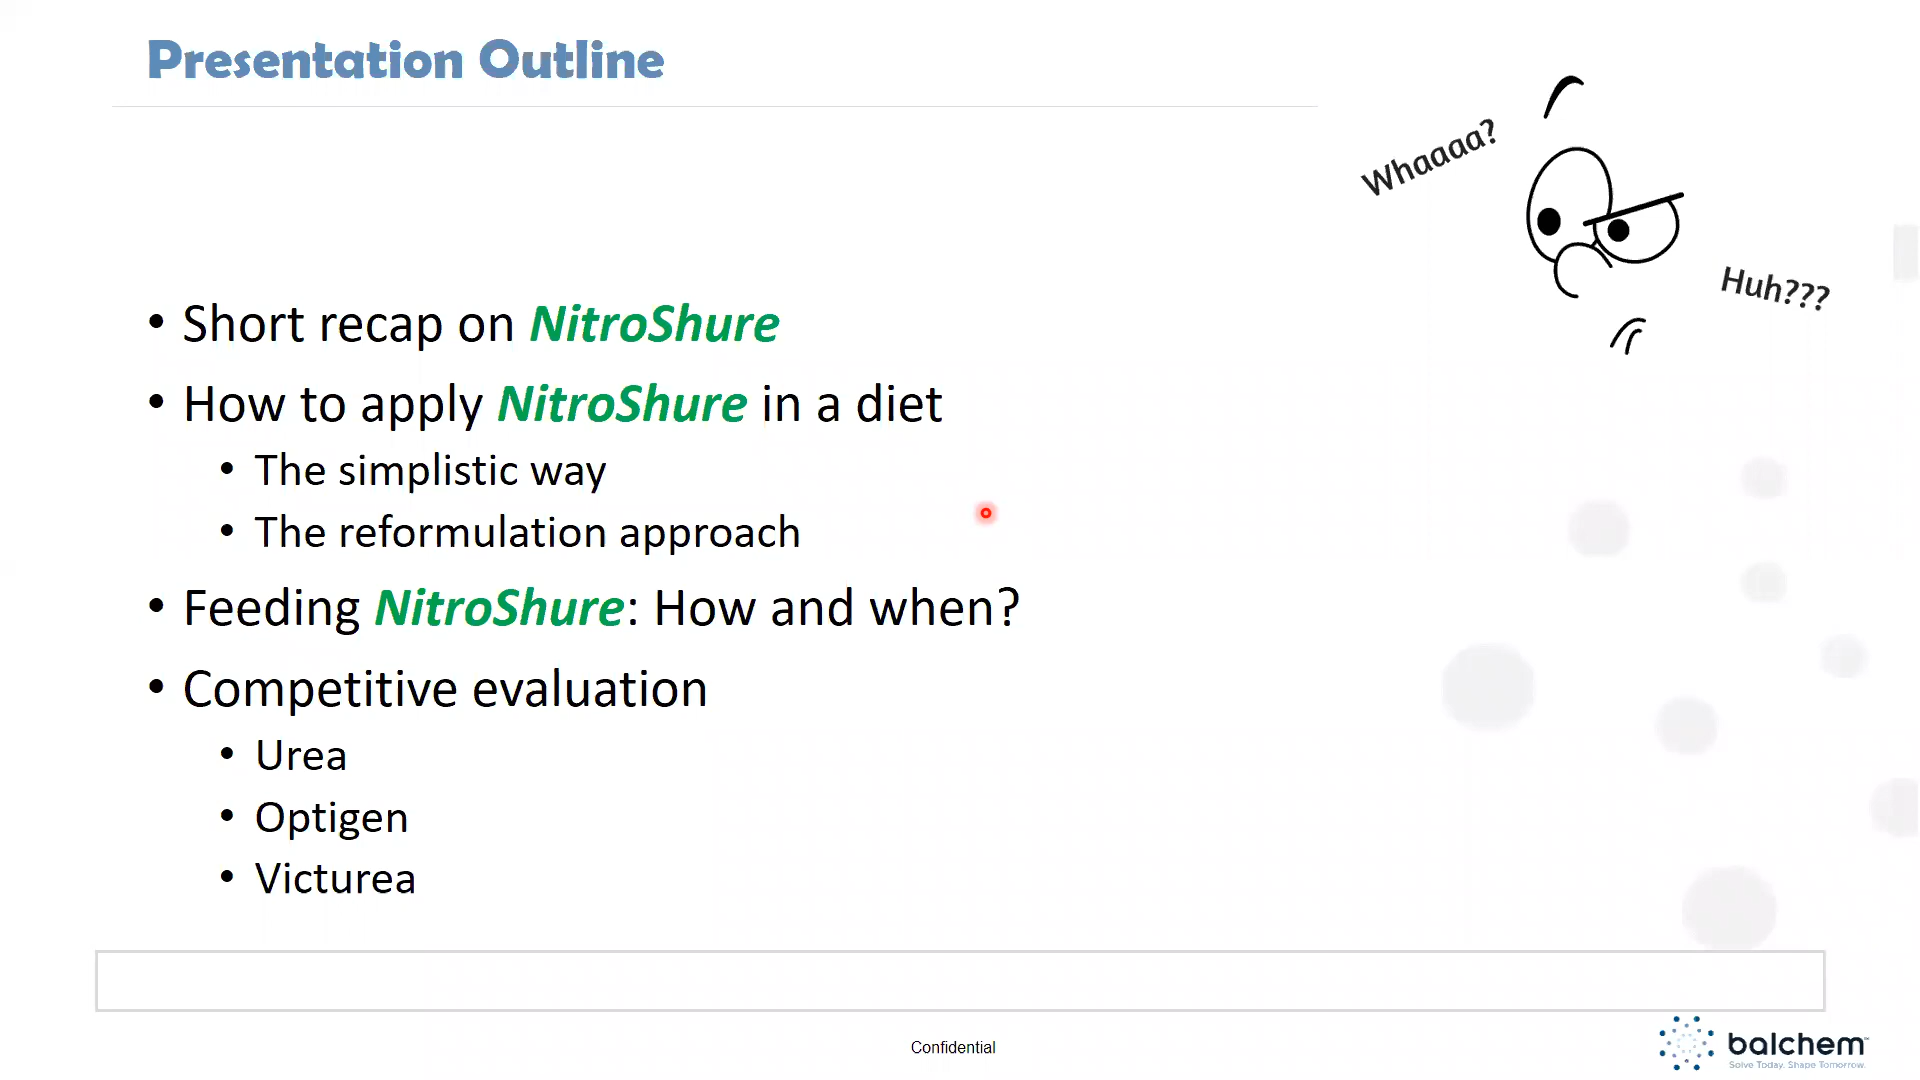 Presentation Outline
Whaaaa?
Huh???
• Short recap on NitroShure
• How to apply NitroShure in a diet
• The simplistic way
• The reformulation approach
• Feeding NitroShure: How and when?
• Competitive evaluation
• Urea
• Optigen
• Victurea
Confidential
balchem™
Solve Today. Shape Tomorrow.